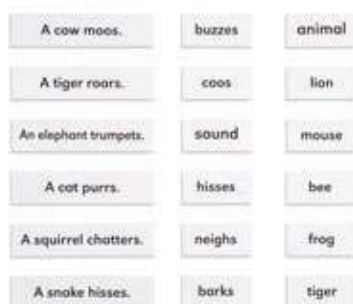 A cow moos. buzzes animal
A tiger roars. coos lion
An elephant trumpets. sound mouse
A cat purrs. hisses bee
A squirrel chatters. neighs frog
A snake hisses. barks tiger